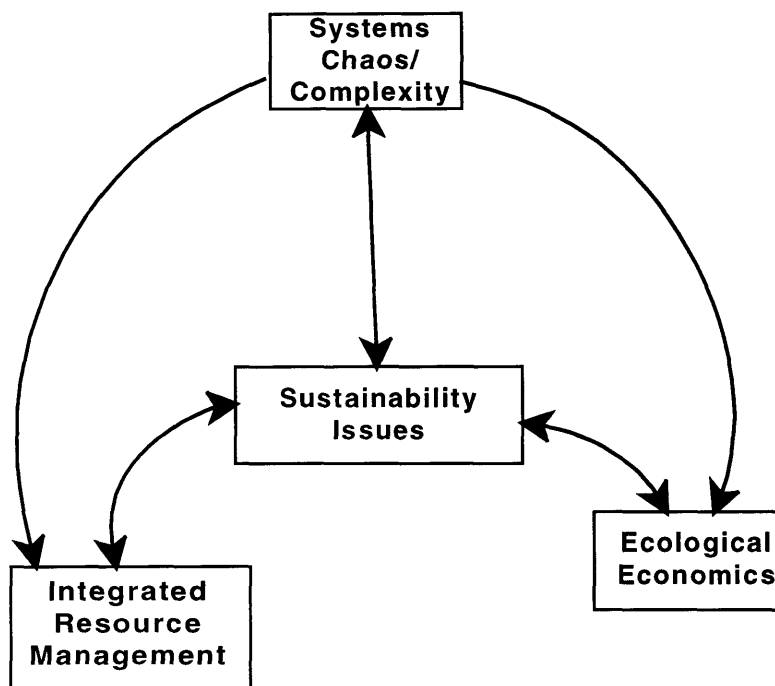 Systems
Chaos/
Complexity
Sustainability
Issues
Ecological
Economics
Integrated
Resource
Management